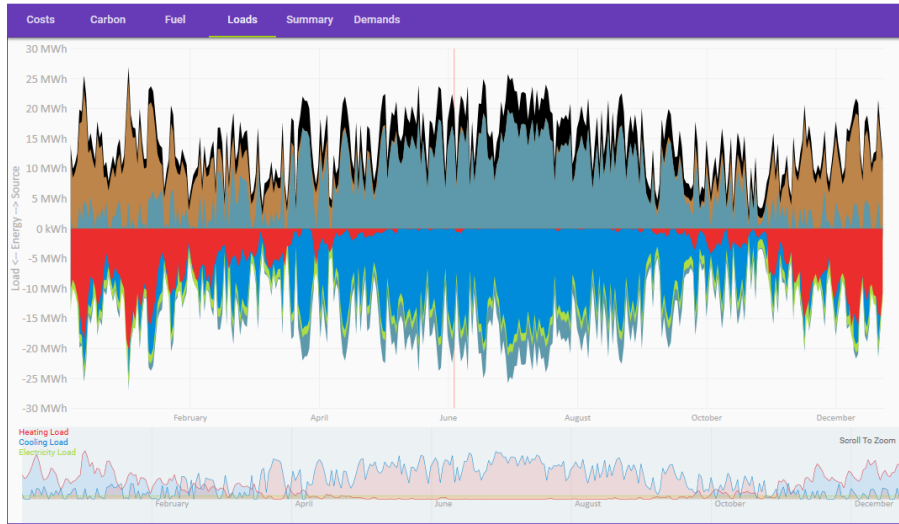 Costs Carbon Fuel Loads Summary Demands
30 MWh
25 MWh
20 MWh
15 MWh
10 MWh
5 MWh
0 kWh
-5 MWh
-10 MWh
-15 MWh
-20 MWh
-25 MWh
-30 MWh
Load <-- Energy --> Source
February April June August October December
Heating Load
Cooling Load
Electricity Load
Scroll To Zoom
February April June August October December